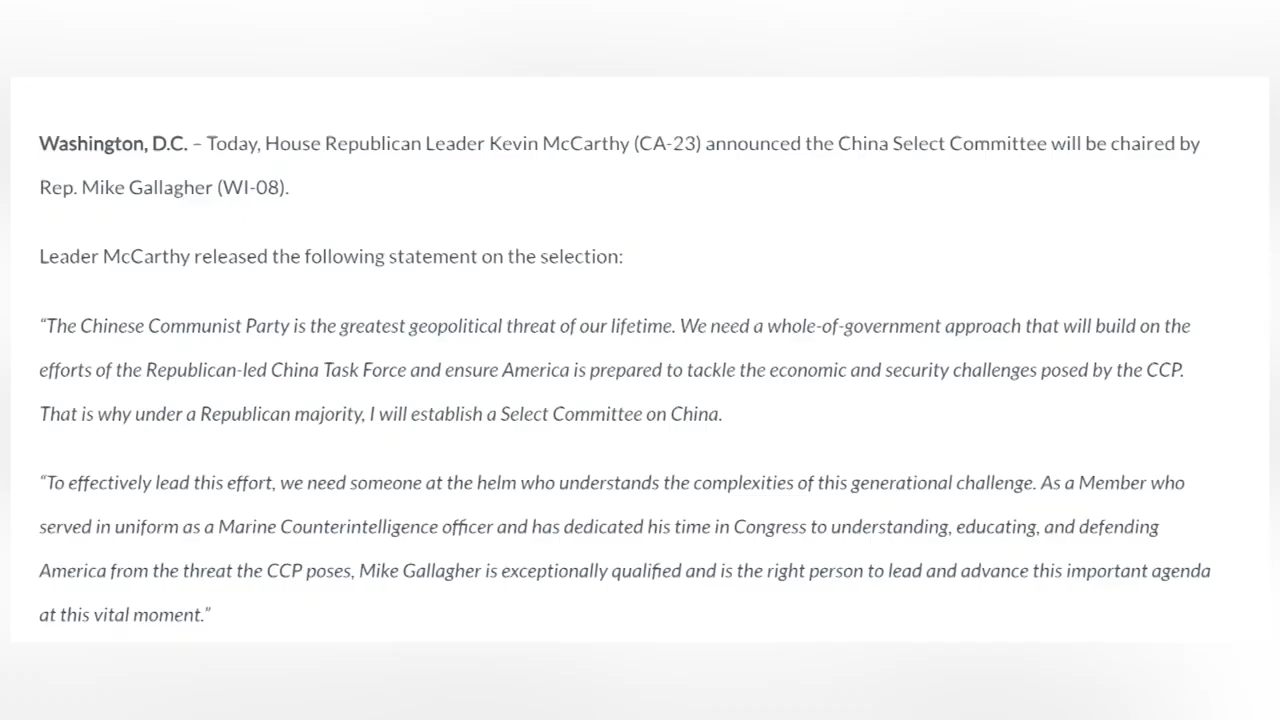 Washington, D.C. – Today, House Republican Leader Kevin McCarthy (CA-23) announced the China Select Committee will be chaired by
Rep. Mike Gallagher (WI-08).
Leader McCarthy released the following statement on the selection:
“The Chinese Communist Party is the greatest geopolitical threat of our lifetime. We need a whole-of-government approach that will build on the
efforts of the Republican-led China Task Force and ensure America is prepared to tackle the economic and security challenges posed by the CCP.
That is why under a Republican majority, I will establish a Select Committee on China.
“To effectively lead this effort, we need someone at the helm who understands the complexities of this generational challenge. As a Member who
served in uniform as a Marine Counterintelligence officer and has dedicated his time in Congress to understanding, educating, and defending
America from the threat the CCP poses, Mike Gallagher is exceptionally qualified and is the right person to lead and advance this important agenda
at this vital moment.”